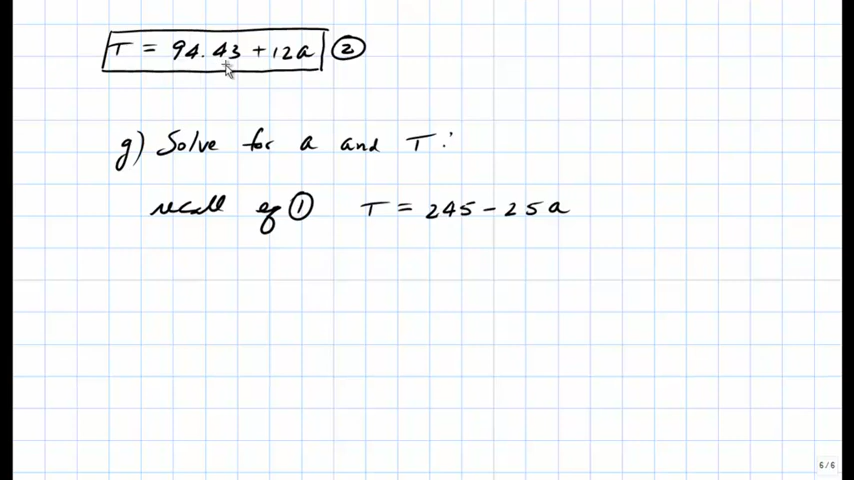 T = 94.43 + 12a ②
g) Solve for a and T:
recall eq ① T = 245 - 25a
6/6